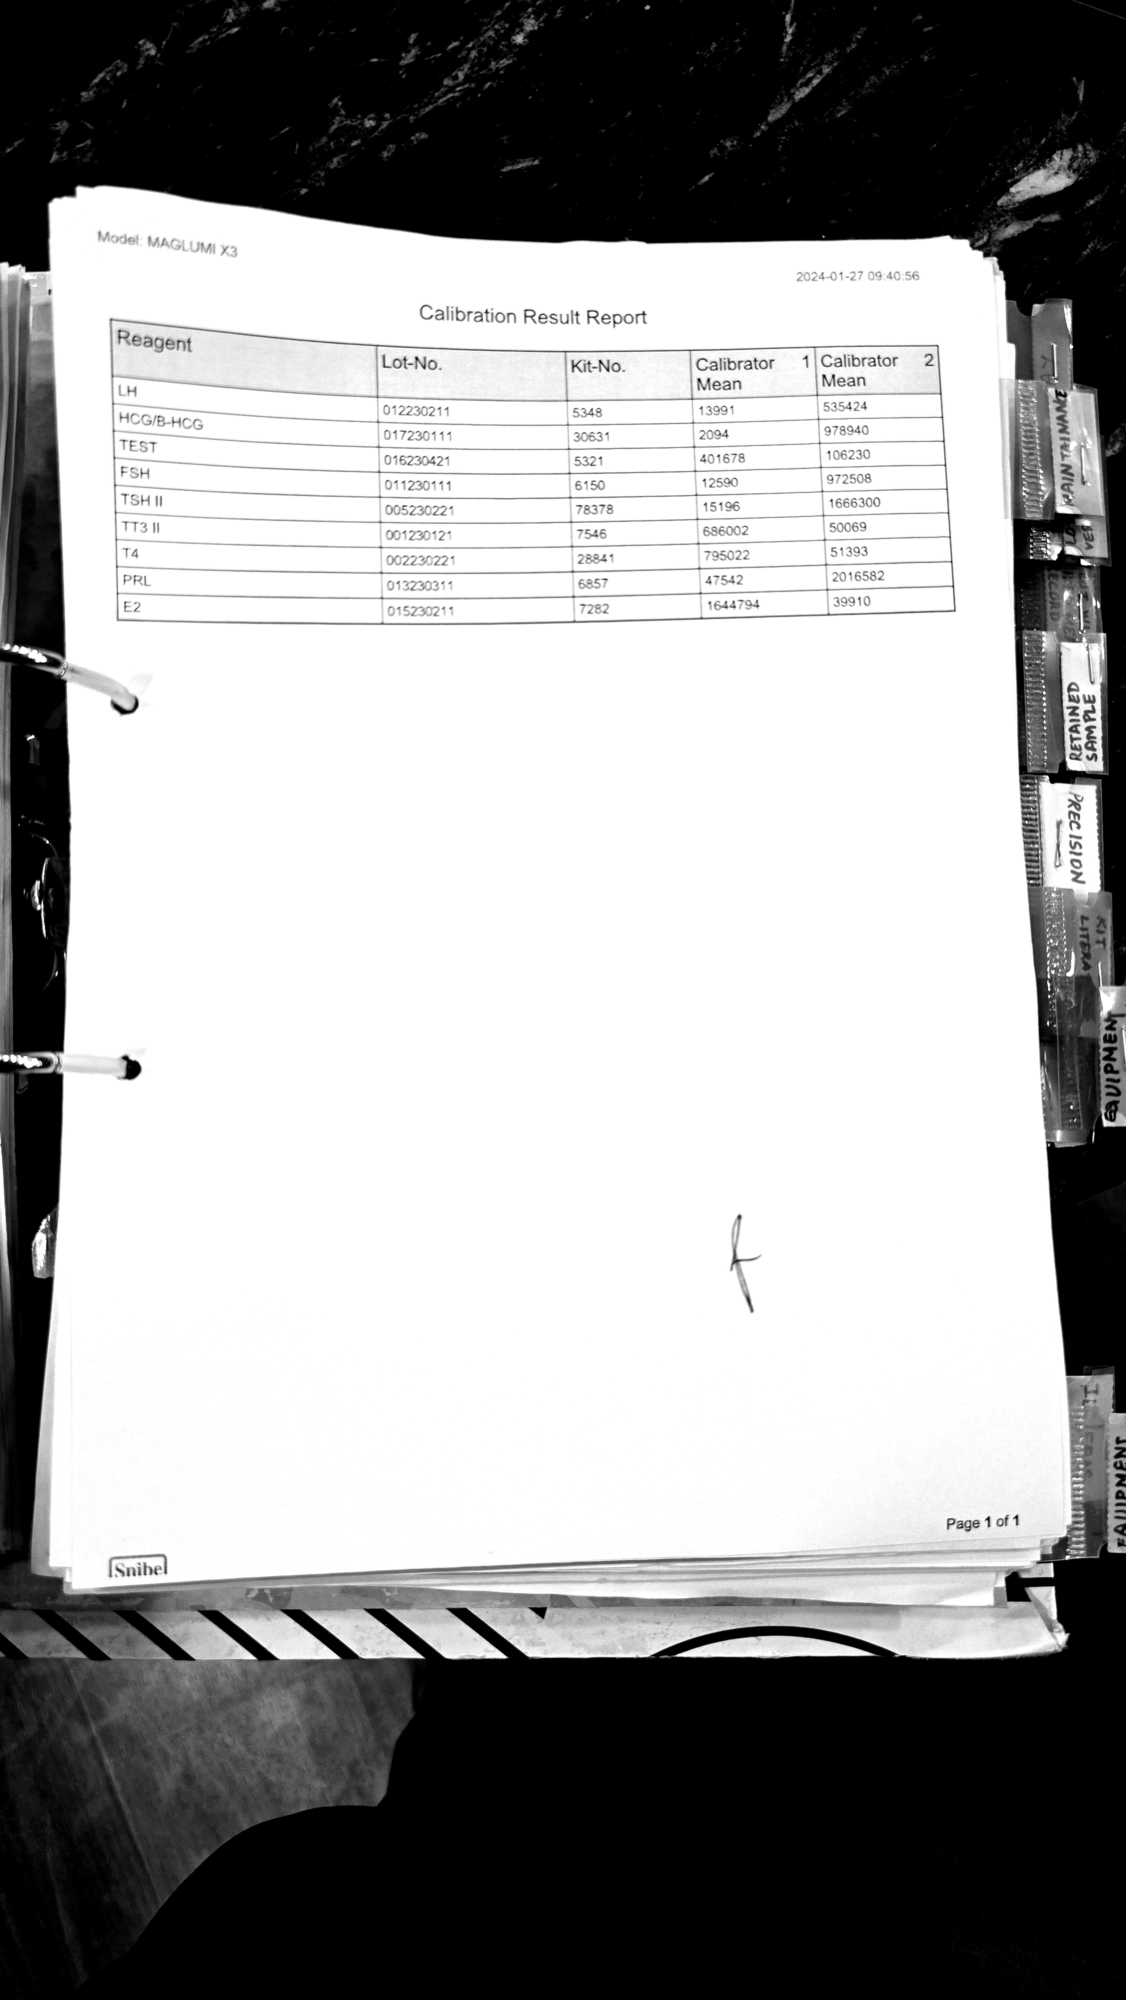 Model: MAGLUMI X3
2024-01-27 09:40:56
Calibration Result Report
Reagent Lot-No. Kit-No. Calibrator 1 Mean Calibrator 2 Mean
LH 012230211 5348 13991 535424
HCG/B-HCG 017230111 30631 2094 978940
TEST 016230421 5321 401678 106230
FSH 011230111 6150 12590 972508
TSH II 005230221 78378 15196 1666300
TT3 II 001230121 7546 686002 50069
T4 002230221 28841 795022 51393
PRL 013230311 6857 47542 2016582
E2 015230211 7282 1644794 39910
MAINTAINANE
RETAINED
SAMPLE
PRECISION
KIT
LITERA
EQUIPMENT
EQUIPMENT
Page 1 of 1
Snibe